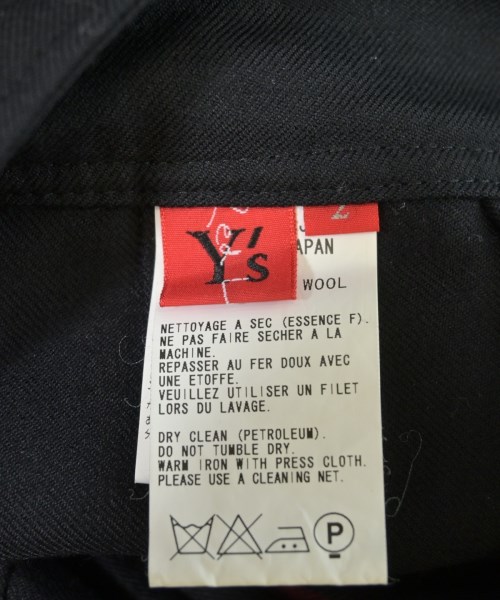 Y's
2
JAPAN
WOOL
NETTOYAGE A SEC (ESSENCE F).
NE PAS FAIRE SECHER A LA
MACHINE.
REPASSER AU FER DOUX AVEC
UNE ETOFFE.
VEUILLEZ UTILISER UN FILET
LORS DU LAVAGE.
DRY CLEAN (PETROLEUM).
DO NOT TUMBLE DRY.
WARM IRON WITH PRESS CLOTH.
PLEASE USE A CLEANING NET.
P